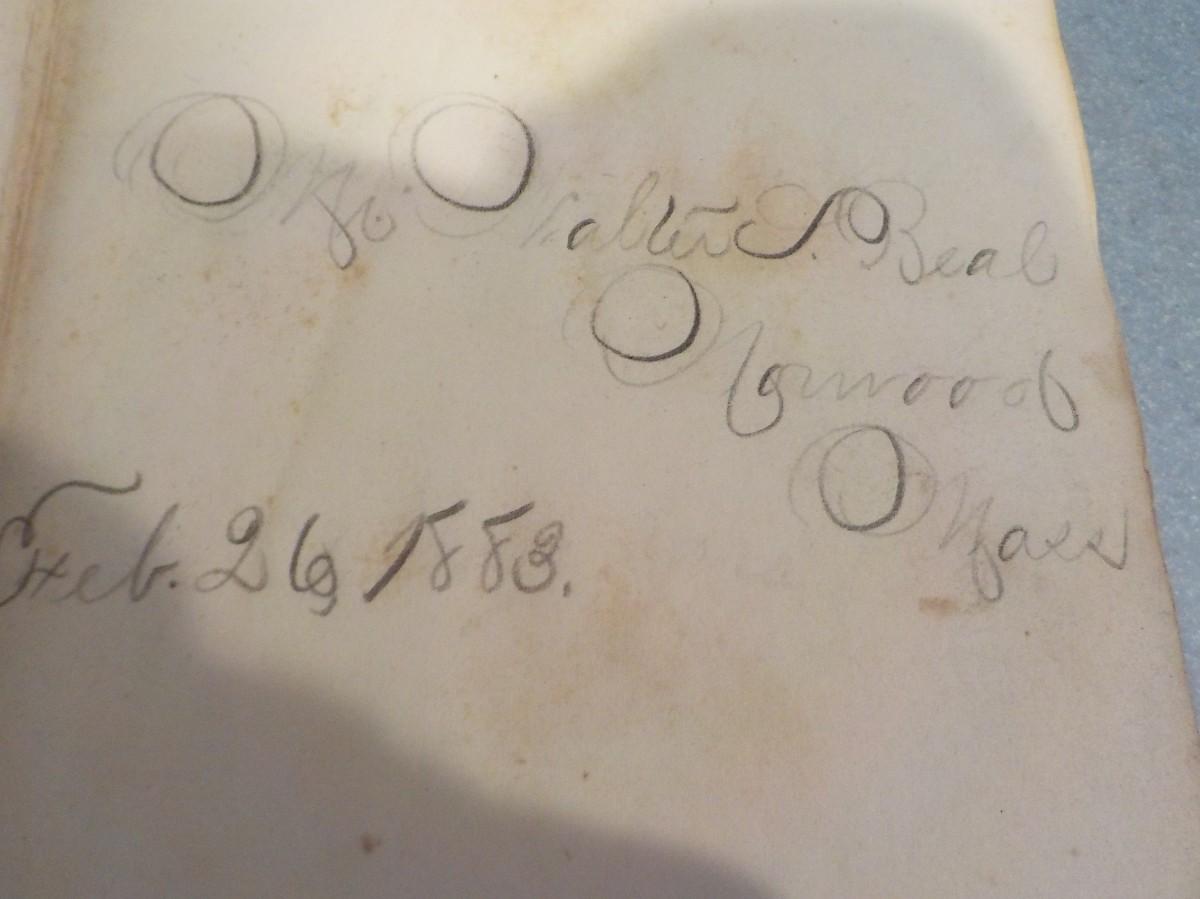 Mr. Walter S. Beal
Norwood
Mass
Feb. 26, 1883.